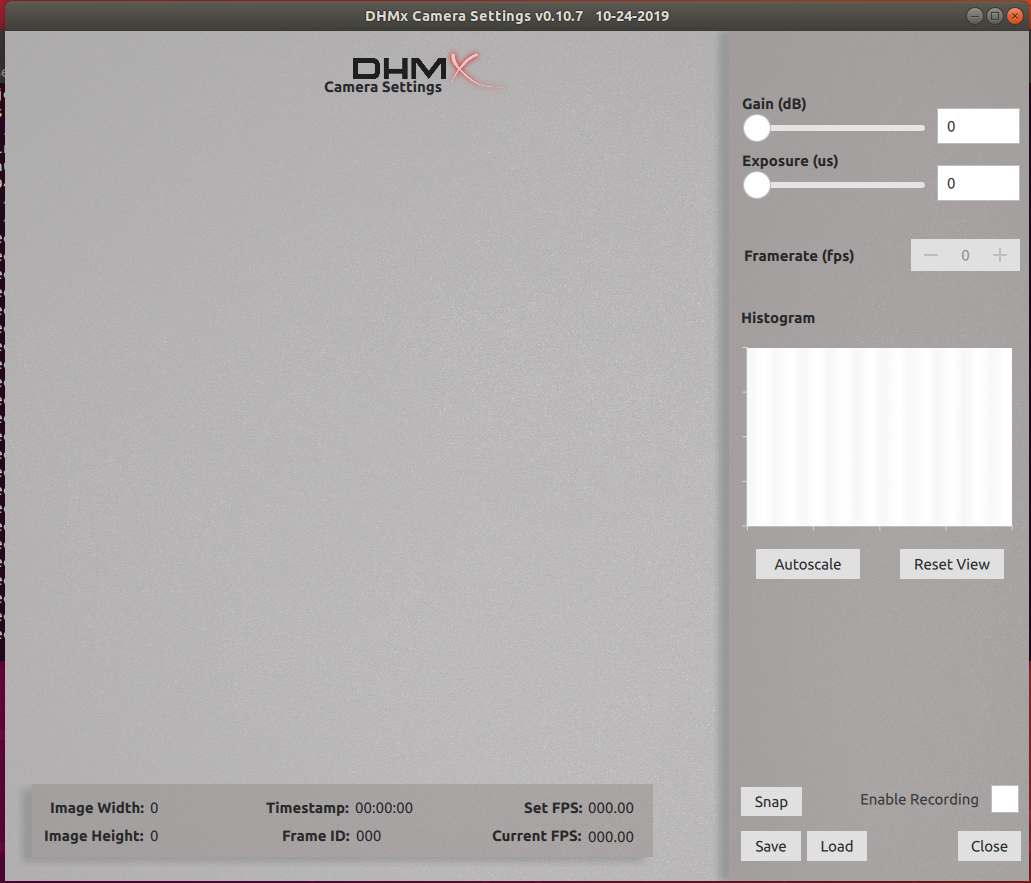 DHMx Camera Settings v0.10.7 10-24-2019
DHMX
Camera Settings
Gain (dB)
0
Exposure (us)
0
Framerate (fps) — 0 +
Histogram
Autoscale Reset View
Image Width: 0 Timestamp: 00:00:00 Set FPS: 000.00
Image Height: 0 Frame ID: 000 Current FPS: 000.00
Snap Enable Recording
Save Load Close